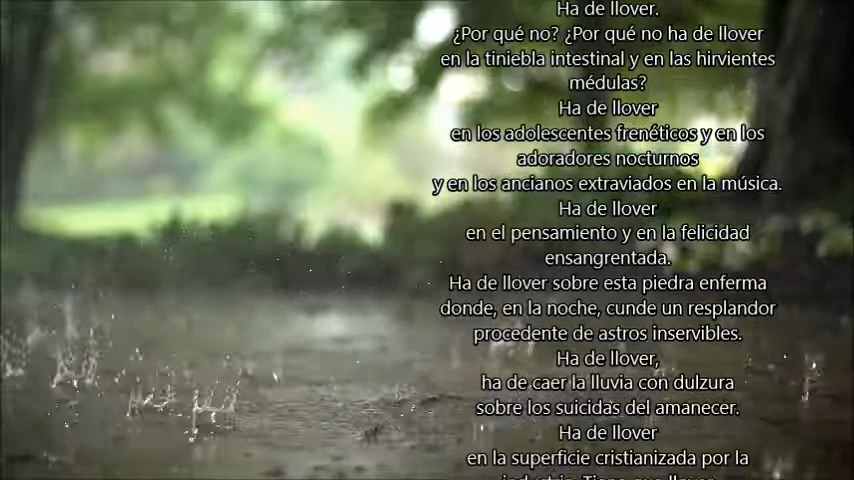 Ha de llover.
¿Por qué no? ¿Por qué no ha de llover
en la tiniebla intestinal y en las hirvientes
médulas?
Ha de llover
en los adolescentes frenéticos y en los
adoradores nocturnos
y en los ancianos extraviados en la música.
Ha de llover
en el pensamiento y en la felicidad
ensangrentada.
Ha de llover sobre esta piedra enferma
donde, en la noche, cunde un resplandor
procedente de astros inservibles.
Ha de llover,
ha de caer la lluvia con dulzura
sobre los suicidas del amanecer.
Ha de llover
en la superficie cristianizada por la